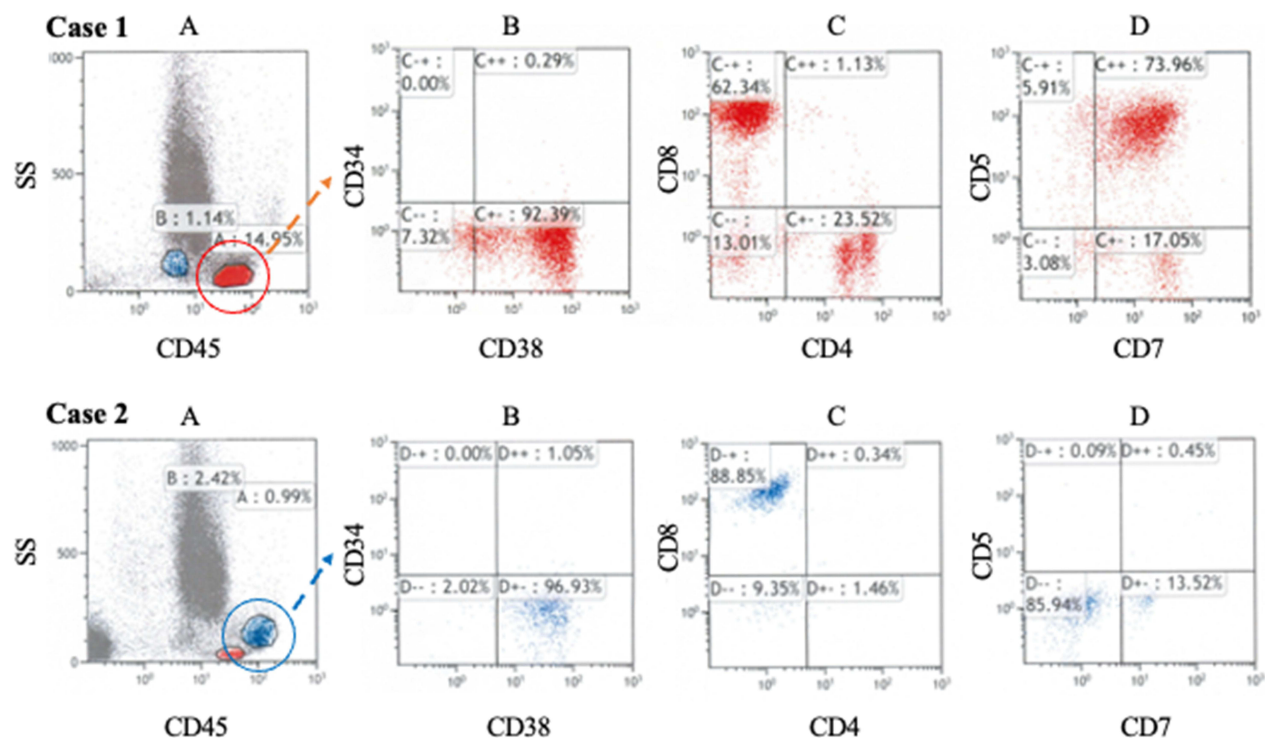 Case 1
A
B
C
D
1000
500
0
SS
B : 1.14%
A : 14.95%
10⁰
10¹
10²
10³
CD45
C-+ :
0.00%
C++ : 0.29%
C-- :
7.32%
C+- : 92.39%
10³
10²
10¹
10⁰
CD34
10⁰
10¹
10²
10³
CD38
C-+ :
62.34%
C++ : 1.13%
C-- :
13.01%
C+- : 23.52%
10³
10²
10¹
10⁰
CD8
10⁰
10¹
10²
10³
CD4
C-+ :
5.91%
C++ : 73.96%
C-- :
3.08%
C+- : 17.05%
10³
10²
10¹
10⁰
CD5
10⁰
10¹
10²
10³
CD7
Case 2
A
B
C
D
1000
500
0
SS
B : 2.42%
A : 0.99%
10⁰
10¹
10²
10³
CD45
D-+ : 0.00%
D++ : 1.05%
D-- : 2.02%
D+- : 96.93%
10³
10²
10¹
10⁰
CD34
10⁰
10¹
10²
10³
CD38
D-+ :
88.85%
D++ : 0.34%
D-- : 9.35%
D+- : 1.46%
10³
10²
10¹
10⁰
CD8
10⁰
10¹
10²
10³
CD4
D-+ : 0.09%
D++ : 0.45%
D-- :
85.94%
D+- : 13.52%
10³
10²
10¹
10⁰
CD5
10⁰
10¹
10²
10³
CD7